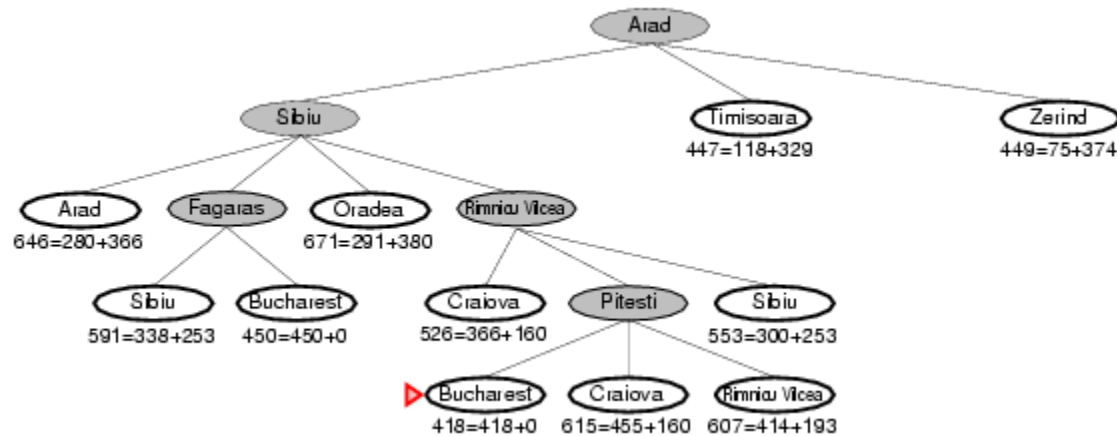 Arad
Sibiu
Timisoara
Zerind
447=118+329
449=75+374
Arad
Fagaras
Oradea
Rimnicu Vilcea
646=280+366
671=291+380
Sibiu
Bucharest
Craiova
Pitesti
Sibiu
591=338+253
450=450+0
526=366+160
553=300+253
Bucharest
Craiova
Rimnicu Vilcea
418=418+0
615=455+160
607=414+193